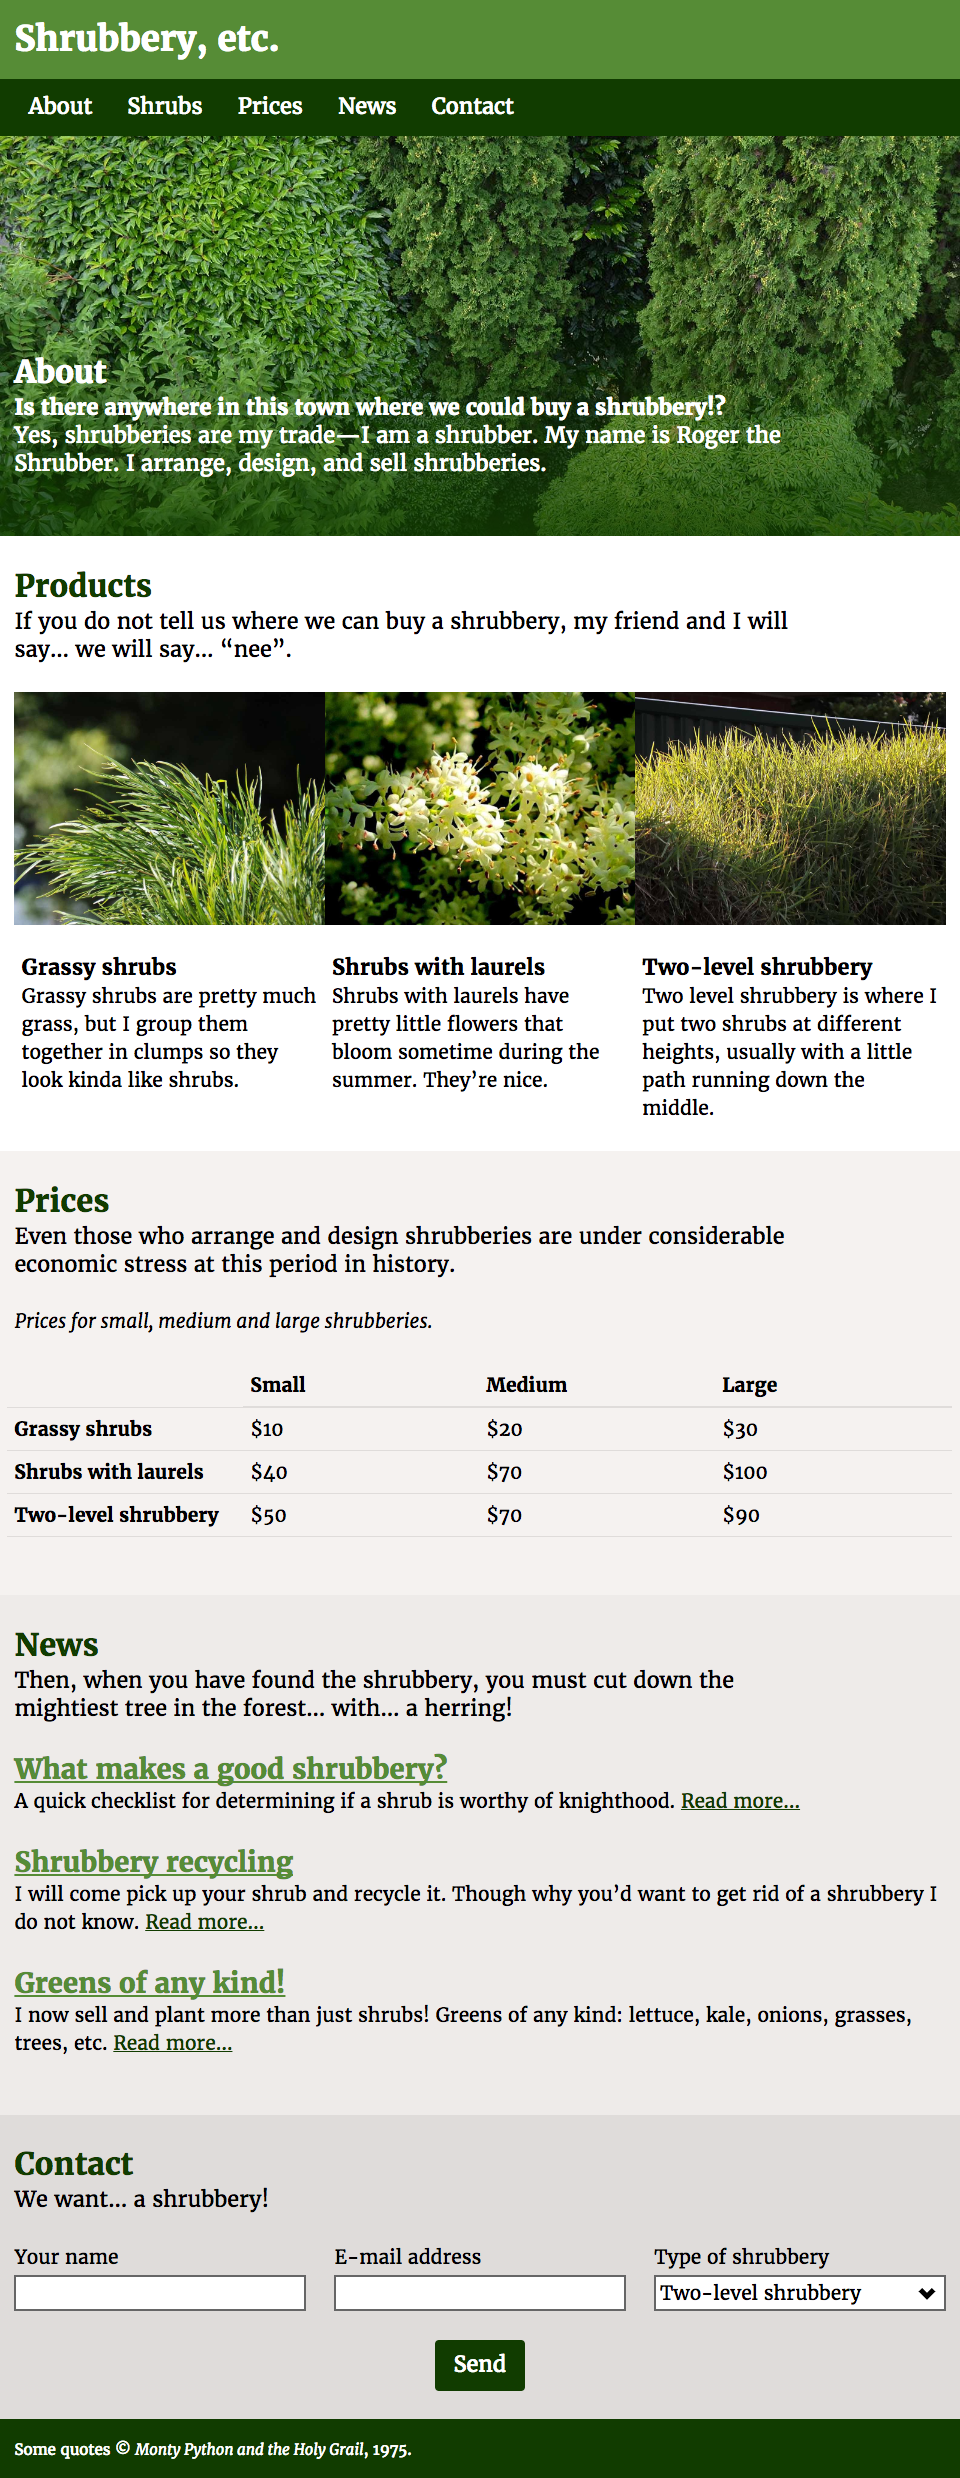 Shrubbery, etc.
About Shrubs Prices News Contact
About
Is there anywhere in this town where we could buy a shrubbery!?
Yes, shrubberies are my trade—I am a shrubber. My name is Roger the
Shrubber. I arrange, design, and sell shrubberies.
Products
If you do not tell us where we can buy a shrubbery, my friend and I will
say… we will say… “nee”.
Grassy shrubs
Grassy shrubs are pretty much
grass, but I group them
together in clumps so they
look kinda like shrubs.
Shrubs with laurels
Shrubs with laurels have
pretty little flowers that
bloom sometime during the
summer. They’re nice.
Two-level shrubbery
Two level shrubbery is where I
put two shrubs at different
heights, usually with a little
path running down the
middle.
Prices
Even those who arrange and design shrubberies are under considerable
economic stress at this period in history.
Prices for small, medium and large shrubberies.
Small Medium Large
Grassy shrubs $10 $20 $30
Shrubs with laurels $40 $70 $100
Two-level shrubbery $50 $70 $90
News
Then, when you have found the shrubbery, you must cut down the
mightiest tree in the forest… with… a herring!
What makes a good shrubbery?
A quick checklist for determining if a shrub is worthy of knighthood. Read more…
Shrubbery recycling
I will come pick up your shrub and recycle it. Though why you’d want to get rid of a shrubbery I
do not know. Read more…
Greens of any kind!
I now sell and plant more than just shrubs! Greens of any kind: lettuce, kale, onions, grasses,
trees, etc. Read more…
Contact
We want… a shrubbery!
Your name E-mail address Type of shrubbery
Two-level shrubbery
Send
Some quotes © Monty Python and the Holy Grail, 1975.